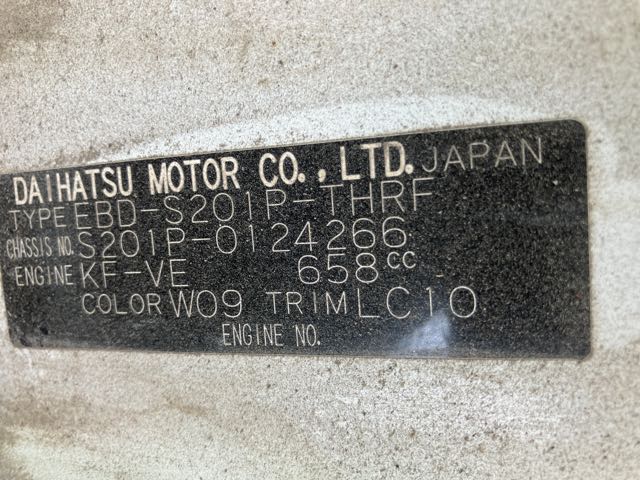 DAIHATSU MOTOR CO., LTD. JAPAN
TYPE EBD-S201P-THRF
CHASSIS NO. S201P-0124266
ENGINE KF-VE 658cc
COLOR W09 TRIM LC10
ENGINE NO.